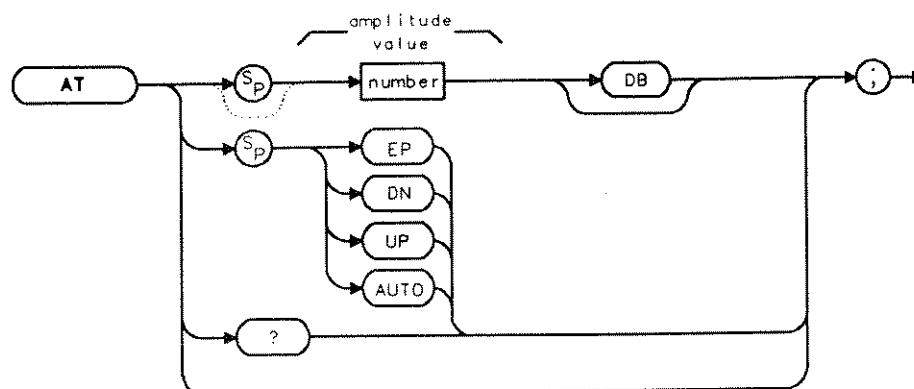 amplitude
value
AT SP number DB ;
SP EP
DN
UP
AUTO
?